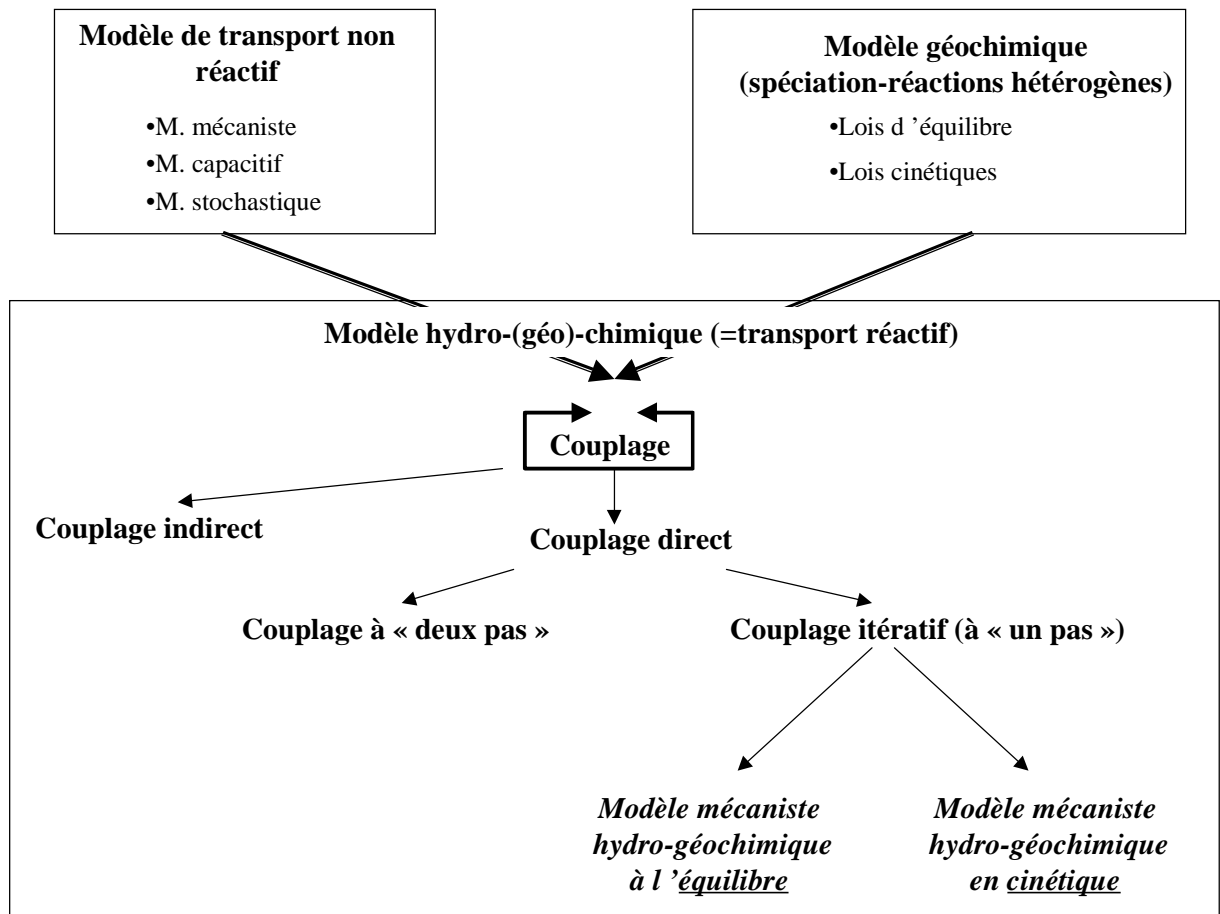 Modèle de transport non
réactif
•M. mécaniste
•M. capacitif
•M. stochastique
Modèle géochimique
(spéciation-réactions hétérogènes)
•Lois d ’équilibre
•Lois cinétiques
Modèle hydro-(géo)-chimique (=transport réactif)
Couplage
Couplage indirect
Couplage direct
Couplage à « deux pas »
Couplage itératif (à « un pas »)
Modèle mécaniste
hydro-géochimique
à l ’équilibre
Modèle mécaniste
hydro-géochimique
en cinétique